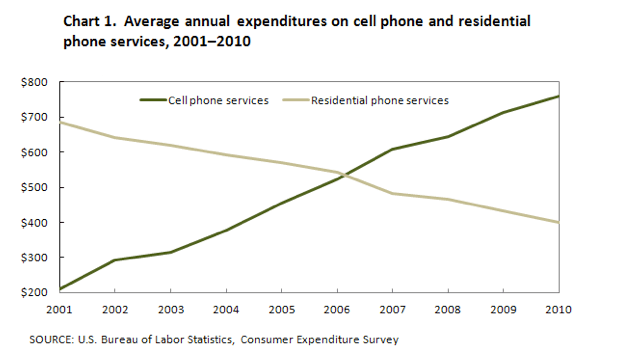 Chart 1. Average annual expenditures on cell phone and residential
phone services, 2001–2010
$800
Cell phone services Residential phone services
$700
$600
$500
$400
$300
$200
2001 2002 2003 2004 2005 2006 2007 2008 2009 2010
SOURCE: U.S. Bureau of Labor Statistics, Consumer Expenditure Survey